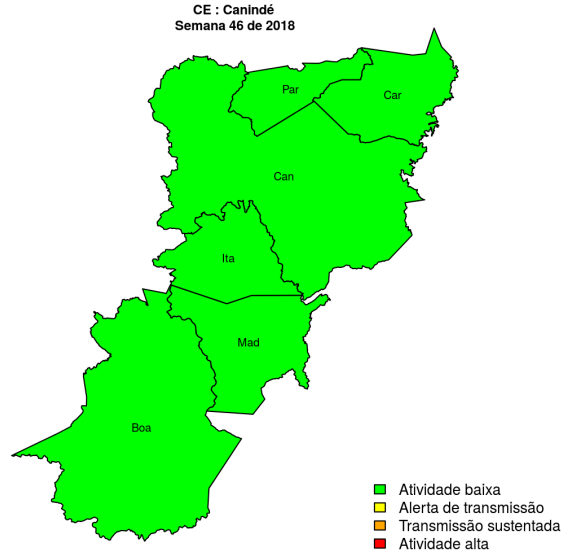 CE : Canindé
Semana 46 de 2018
Par
Car
Can
Ita
Mad
Boa
Atividade baixa
Alerta de transmissão
Transmissão sustentada
Atividade alta